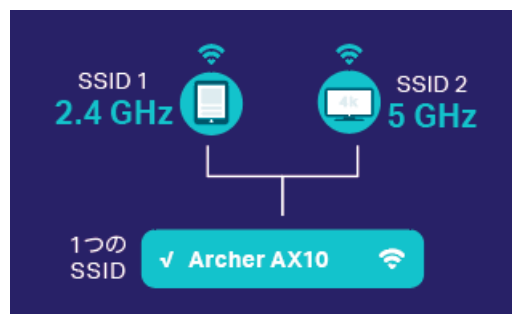 SSID 1
2.4 GHz
4k
SSID 2
5 GHz
1つの
SSID
√ Archer AX10